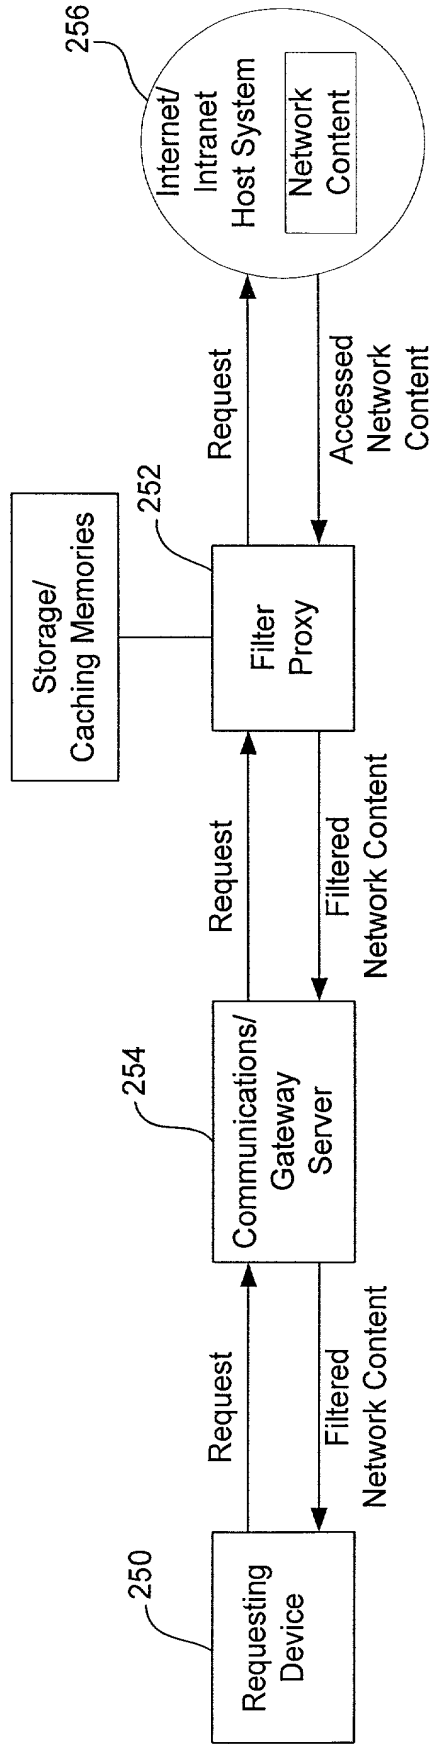 250
Requesting
Device
Request
Filtered
Network Content
254
Communications/
Gateway
Server
Request
Filtered
Network Content
Storage/
Caching Memories
252
Filter
Proxy
Request
Accessed
Network
Content
256
Internet/
Intranet
Host System
Network
Content